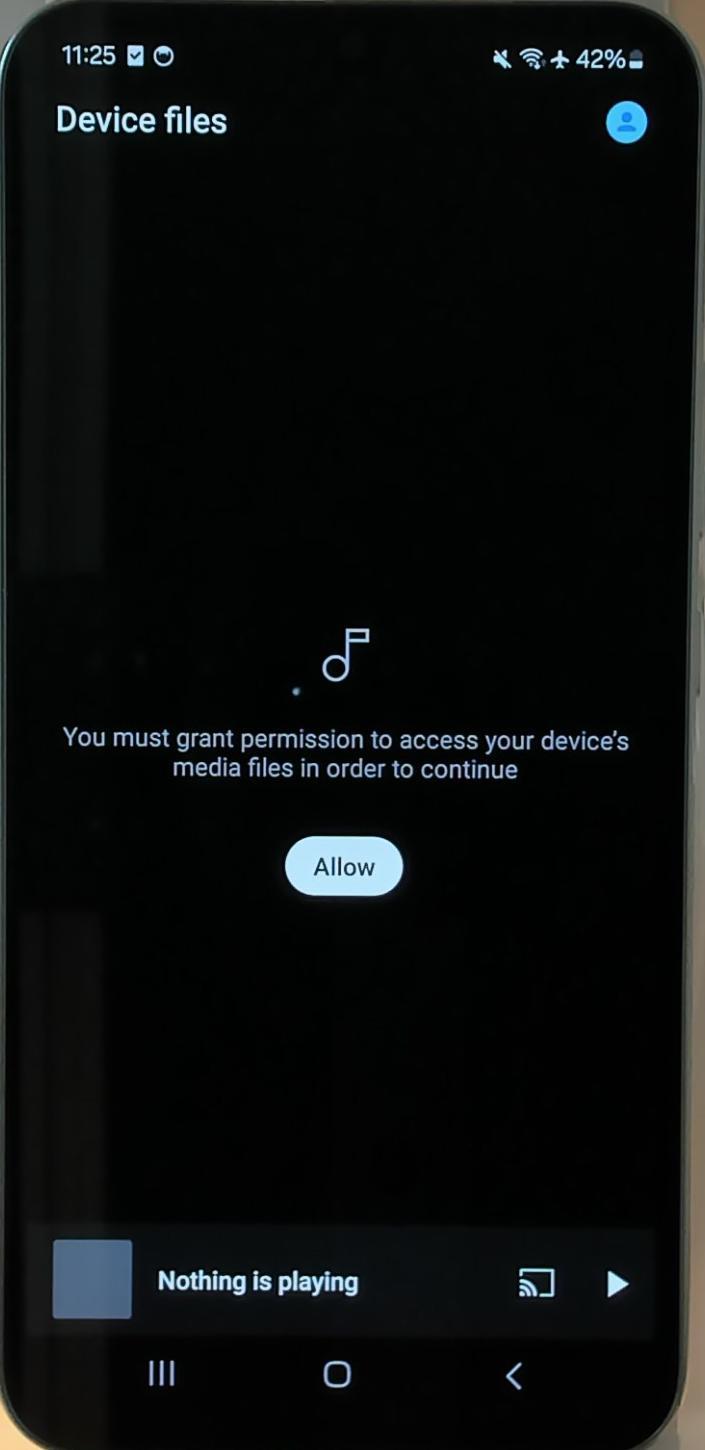 11:25
42%
Device files
You must grant permission to access your device's
media files in order to continue
Allow
Nothing is playing